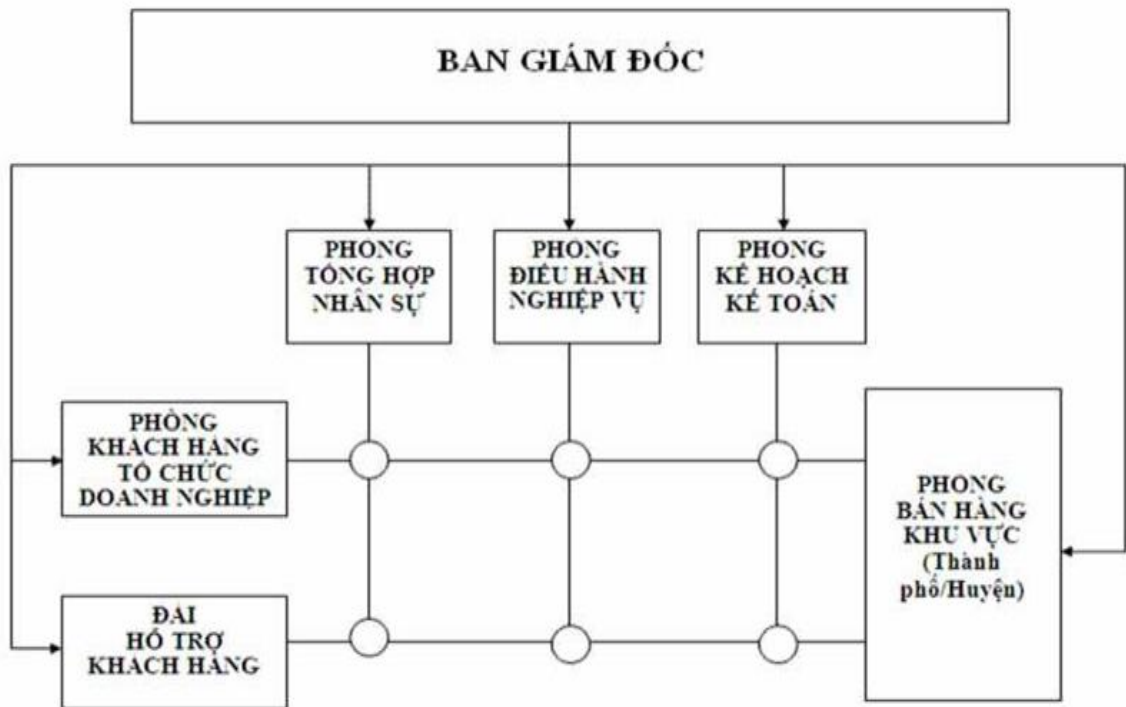 BAN GIÁM ĐỐC
PHÒNG
TỔNG HỢP
NHÂN SỰ
PHÒNG
ĐIỀU HÀNH
NGHIỆP VỤ
PHÒNG
KẾ HOẠCH
KẾ TOÁN
PHÒNG
KHÁCH HÀNG
TỔ CHỨC
DOANH NGHIỆP
PHÒNG
BÁN HÀNG
KHU VỰC
(Thành
phố/Huyện)
ĐÀI
HỖ TRỢ
KHÁCH HÀNG